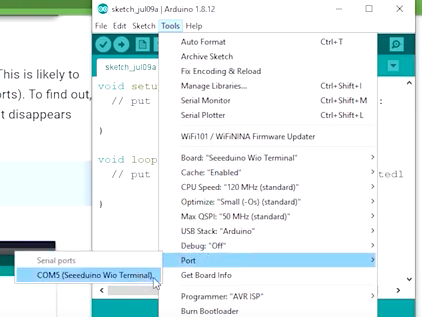 sketch_jul09a | Arduino 1.8.12
File Edit Sketch Tools Help
sketch_jul09a
This is likely to
orts). To find out,
t disappears
void setu
// put
}
void loop
// put
}
Auto Format Ctrl+T
Archive Sketch
Fix Encoding & Reload
Manage Libraries... Ctrl+Shift+I
Serial Monitor Ctrl+Shift+M
Serial Plotter Ctrl+Shift+L
WiFi101 / WiFiNINA Firmware Updater
Board: "Seeeduino Wio Terminal"
Cache: "Enabled"
CPU Speed: "120 MHz (standard)"
Optimize: "Small (-Os) (standard)"
Max QSPI: "50 MHz (standard)"
USB Stack: "Arduino"
Debug: "Off"
Port
Get Board Info
Programmer: "AVR ISP"
Burn Bootloader
Serial ports
COM5 (Seeeduino Wio Terminal)